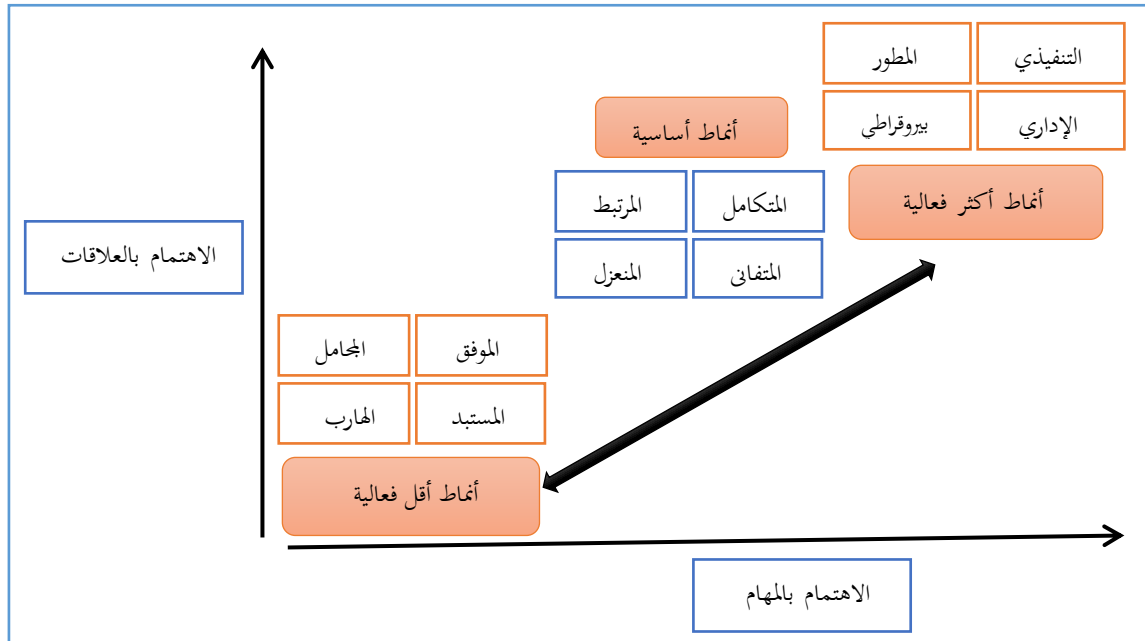 التنفيذي
المطور
الإداري
بيروقراطي
أنماط أكثر فعالية
أنماط أساسية
المتكامل
المرتبط
المتفانى
المنعزل
الاهتمام بالعلاقات
الموفق
المجامل
المستبد
الهارب
أنماط أقل فعالية
الاهتمام بالمهام